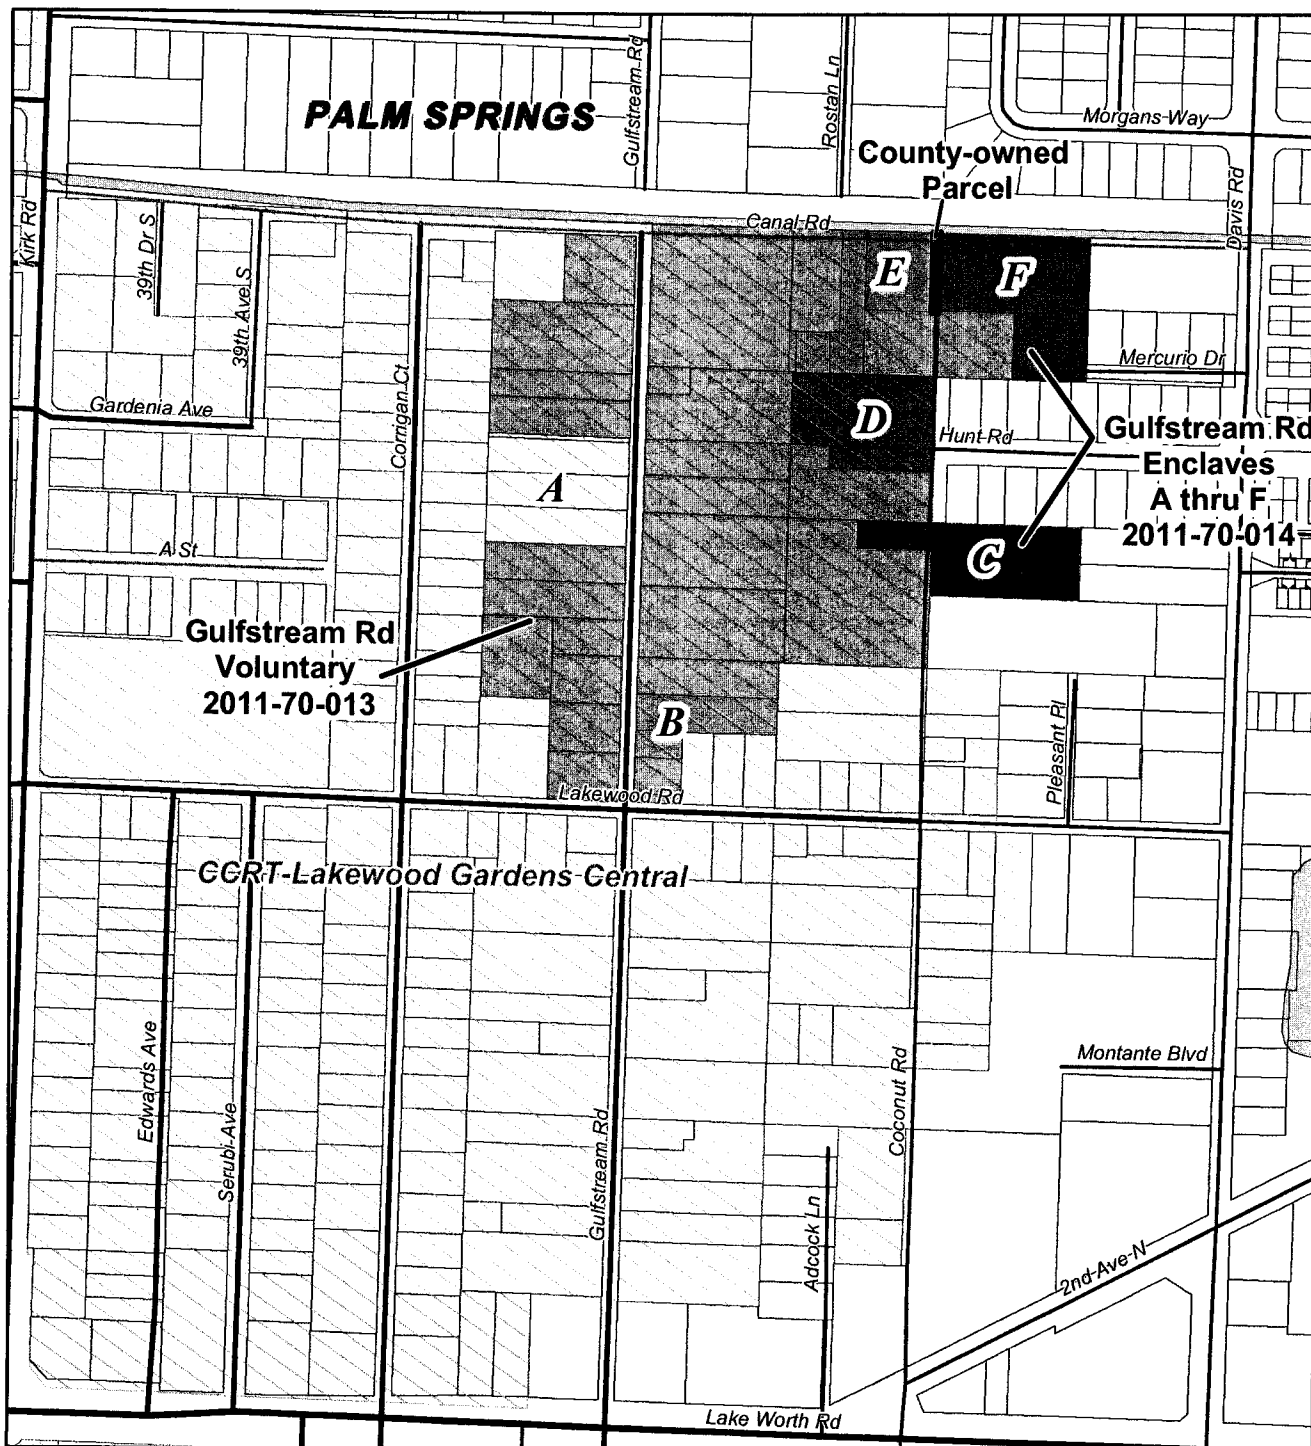 PALM SPRINGS
Gulfstream Rd
Rostan Ln
Morgans Way
County-owned
Parcel
Davis Rd
Kirk Rd
39th Dr S
39th Ave S
Canal Rd
E
F
Mercurio Dr
Gardenia Ave
Corrigan Ct
D
Hunt Rd
Gulfstream Rd
Enclaves
A thru F
2011-70-014
A
A St
C
Gulfstream Rd
Voluntary
2011-70-013
B
Pleasant Pl
Lakewood Rd
CCRT-Lakewood Gardens Central
Edwards Ave
Serubi Ave
Gulfstream Rd
Coconut Rd
Montante Blvd
Adcock Ln
2nd Ave N
Lake Worth Rd